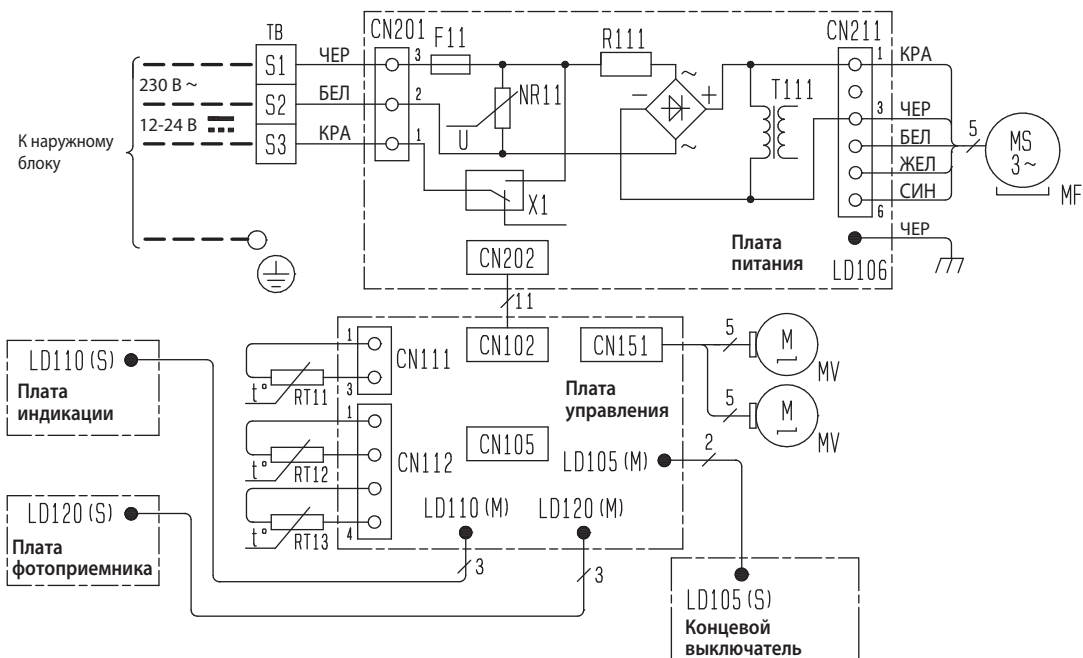 TB
CN201
F11
R111
CN211
S1
ЧЕР
3
1
КРА
230 В ~
~
NR11
T111
S2
БЕЛ
2
−
+
3
ЧЕР
12-24 В
U
БЕЛ
5
MS
3~
К наружному
блоку
S3
КРА
1
~
ЖЕЛ
X1
СИН
6
MF
ЧЕР
Плата
питания
LD106
CN202
11
LD110 (S)
Плата
индикации
1
CN111
CN102
CN151
5
M
MV
t°
RT11
3
Плата
управления
1
5
M
MV
CN112
CN105
t°
RT12
LD105 (M)
2
LD120 (S)
Плата
фотоприемника
LD110 (M)
LD120 (M)
t°
RT13
4
3
3
LD105 (S)
Концевой
выключатель